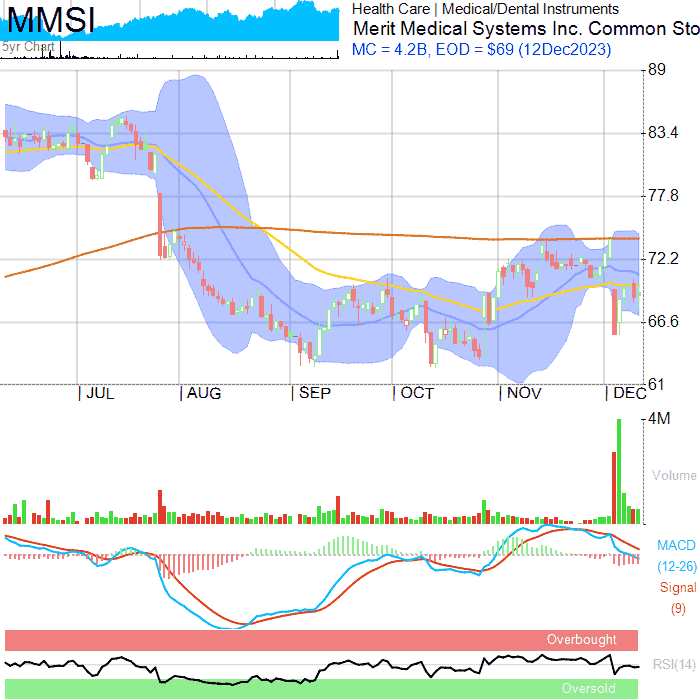 MMSI
Health Care | Medical/Dental Instruments
Merit Medical Systems Inc. Common Sto
MC = 4.2B, EOD = $69 (12Dec2023)
5yr Chart
89
83.4
77.8
72.2
66.6
61
JUL AUG SEP OCT NOV DEC
4M
Volume
MACD
(12-26)
Signal
(9)
Overbought
RSI(14)
Oversold